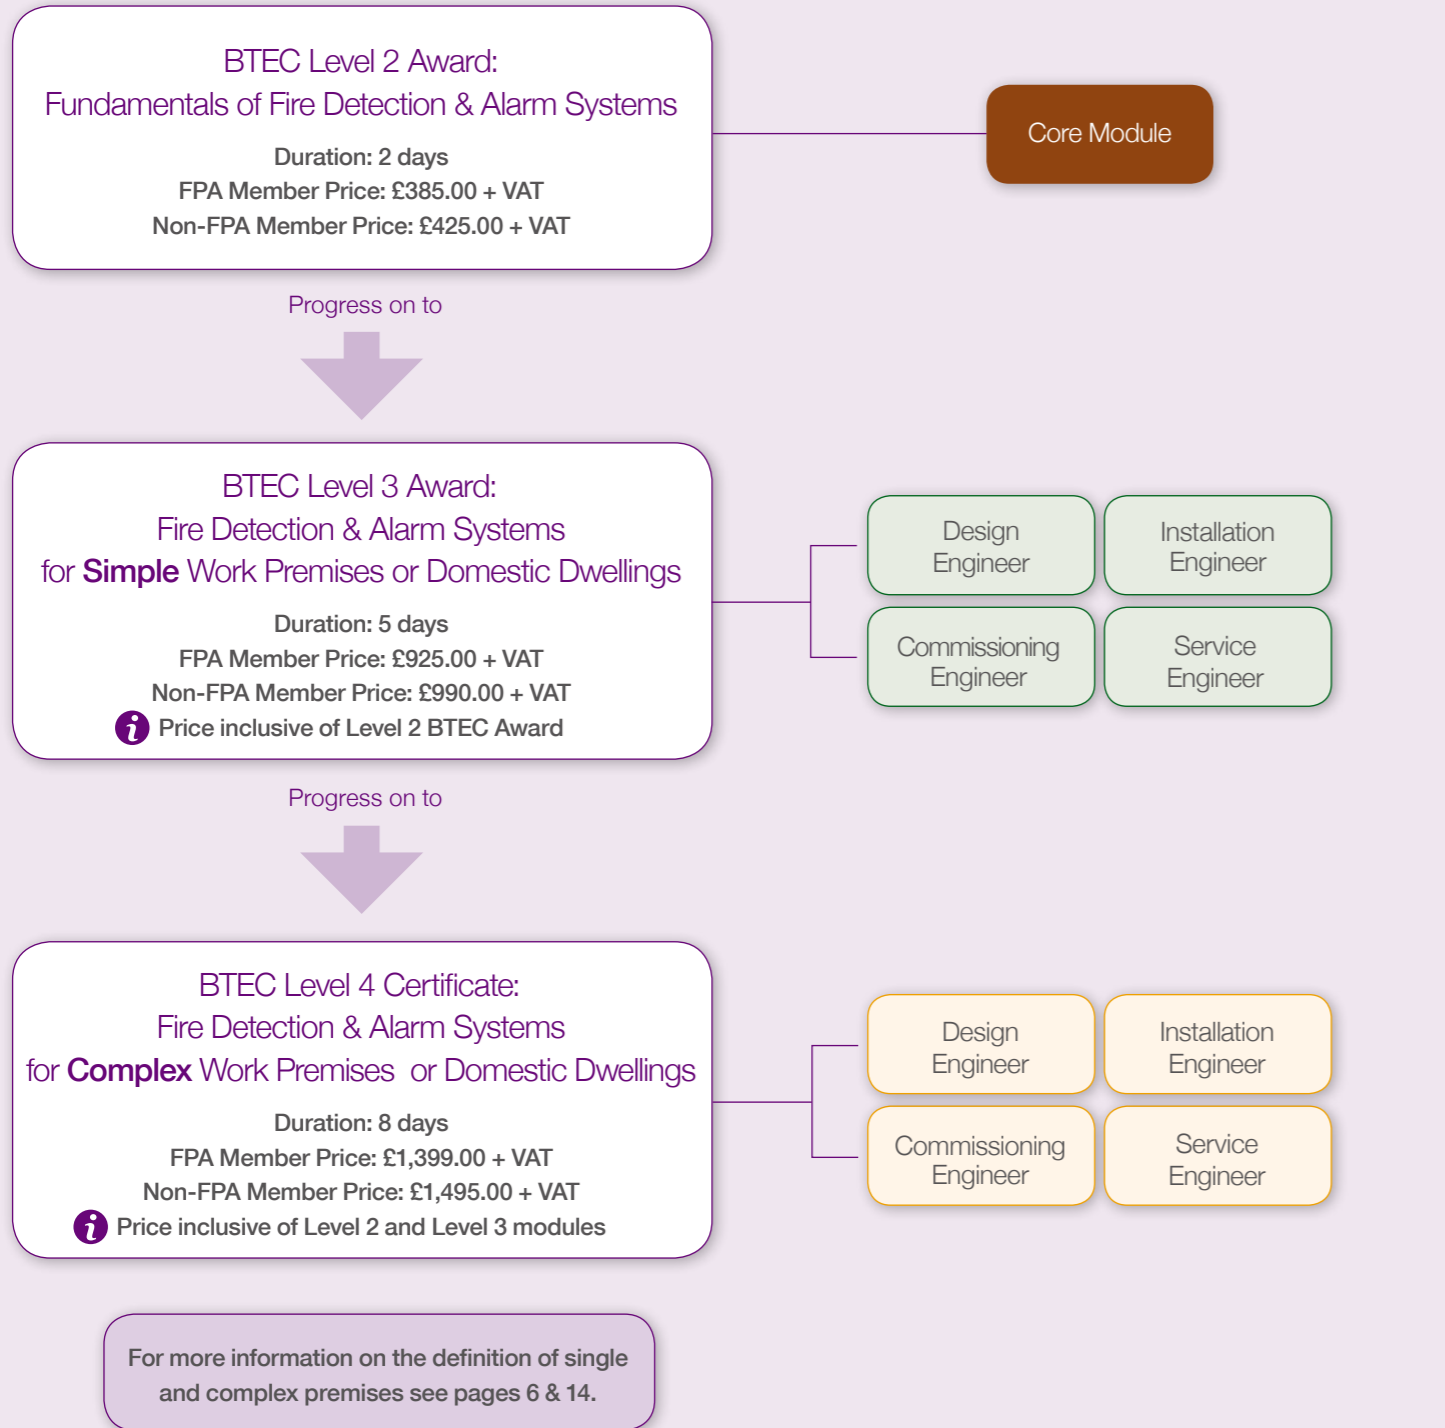 BTEC Level 2 Award:
Fundamentals of Fire Detection & Alarm Systems
Duration: 2 days
FPA Member Price: £385.00 + VAT
Non-FPA Member Price: £425.00 + VAT
Core Module
Progress on to
BTEC Level 3 Award:
Fire Detection & Alarm Systems
for Simple Work Premises or Domestic Dwellings
Duration: 5 days
FPA Member Price: £925.00 + VAT
Non-FPA Member Price: £990.00 + VAT
i Price inclusive of Level 2 BTEC Award
Design
Engineer
Installation
Engineer
Commissioning
Engineer
Service
Engineer
Progress on to
BTEC Level 4 Certificate:
Fire Detection & Alarm Systems
for Complex Work Premises or Domestic Dwellings
Duration: 8 days
FPA Member Price: £1,399.00 + VAT
Non-FPA Member Price: £1,495.00 + VAT
i Price inclusive of Level 2 and Level 3 modules
Design
Engineer
Installation
Engineer
Commissioning
Engineer
Service
Engineer
For more information on the definition of single
and complex premises see pages 6 & 14.